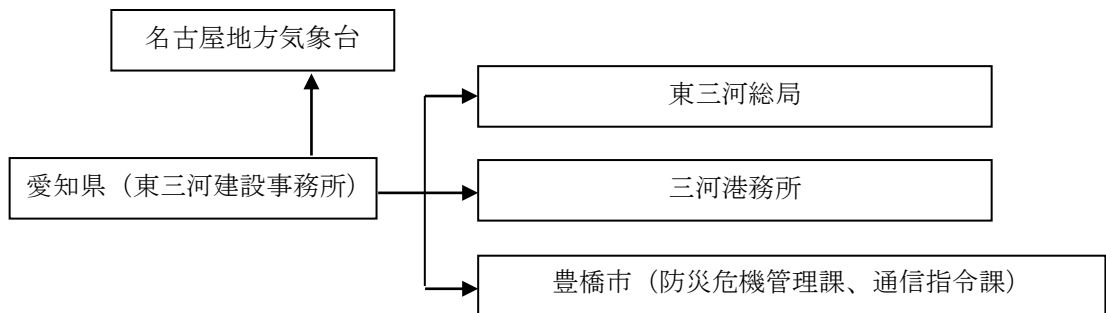 名古屋地方気象台
東三河総局
愛知県（東三河建設事務所）
三河港務所
豊橋市（防災危機管理課、通信指令課）